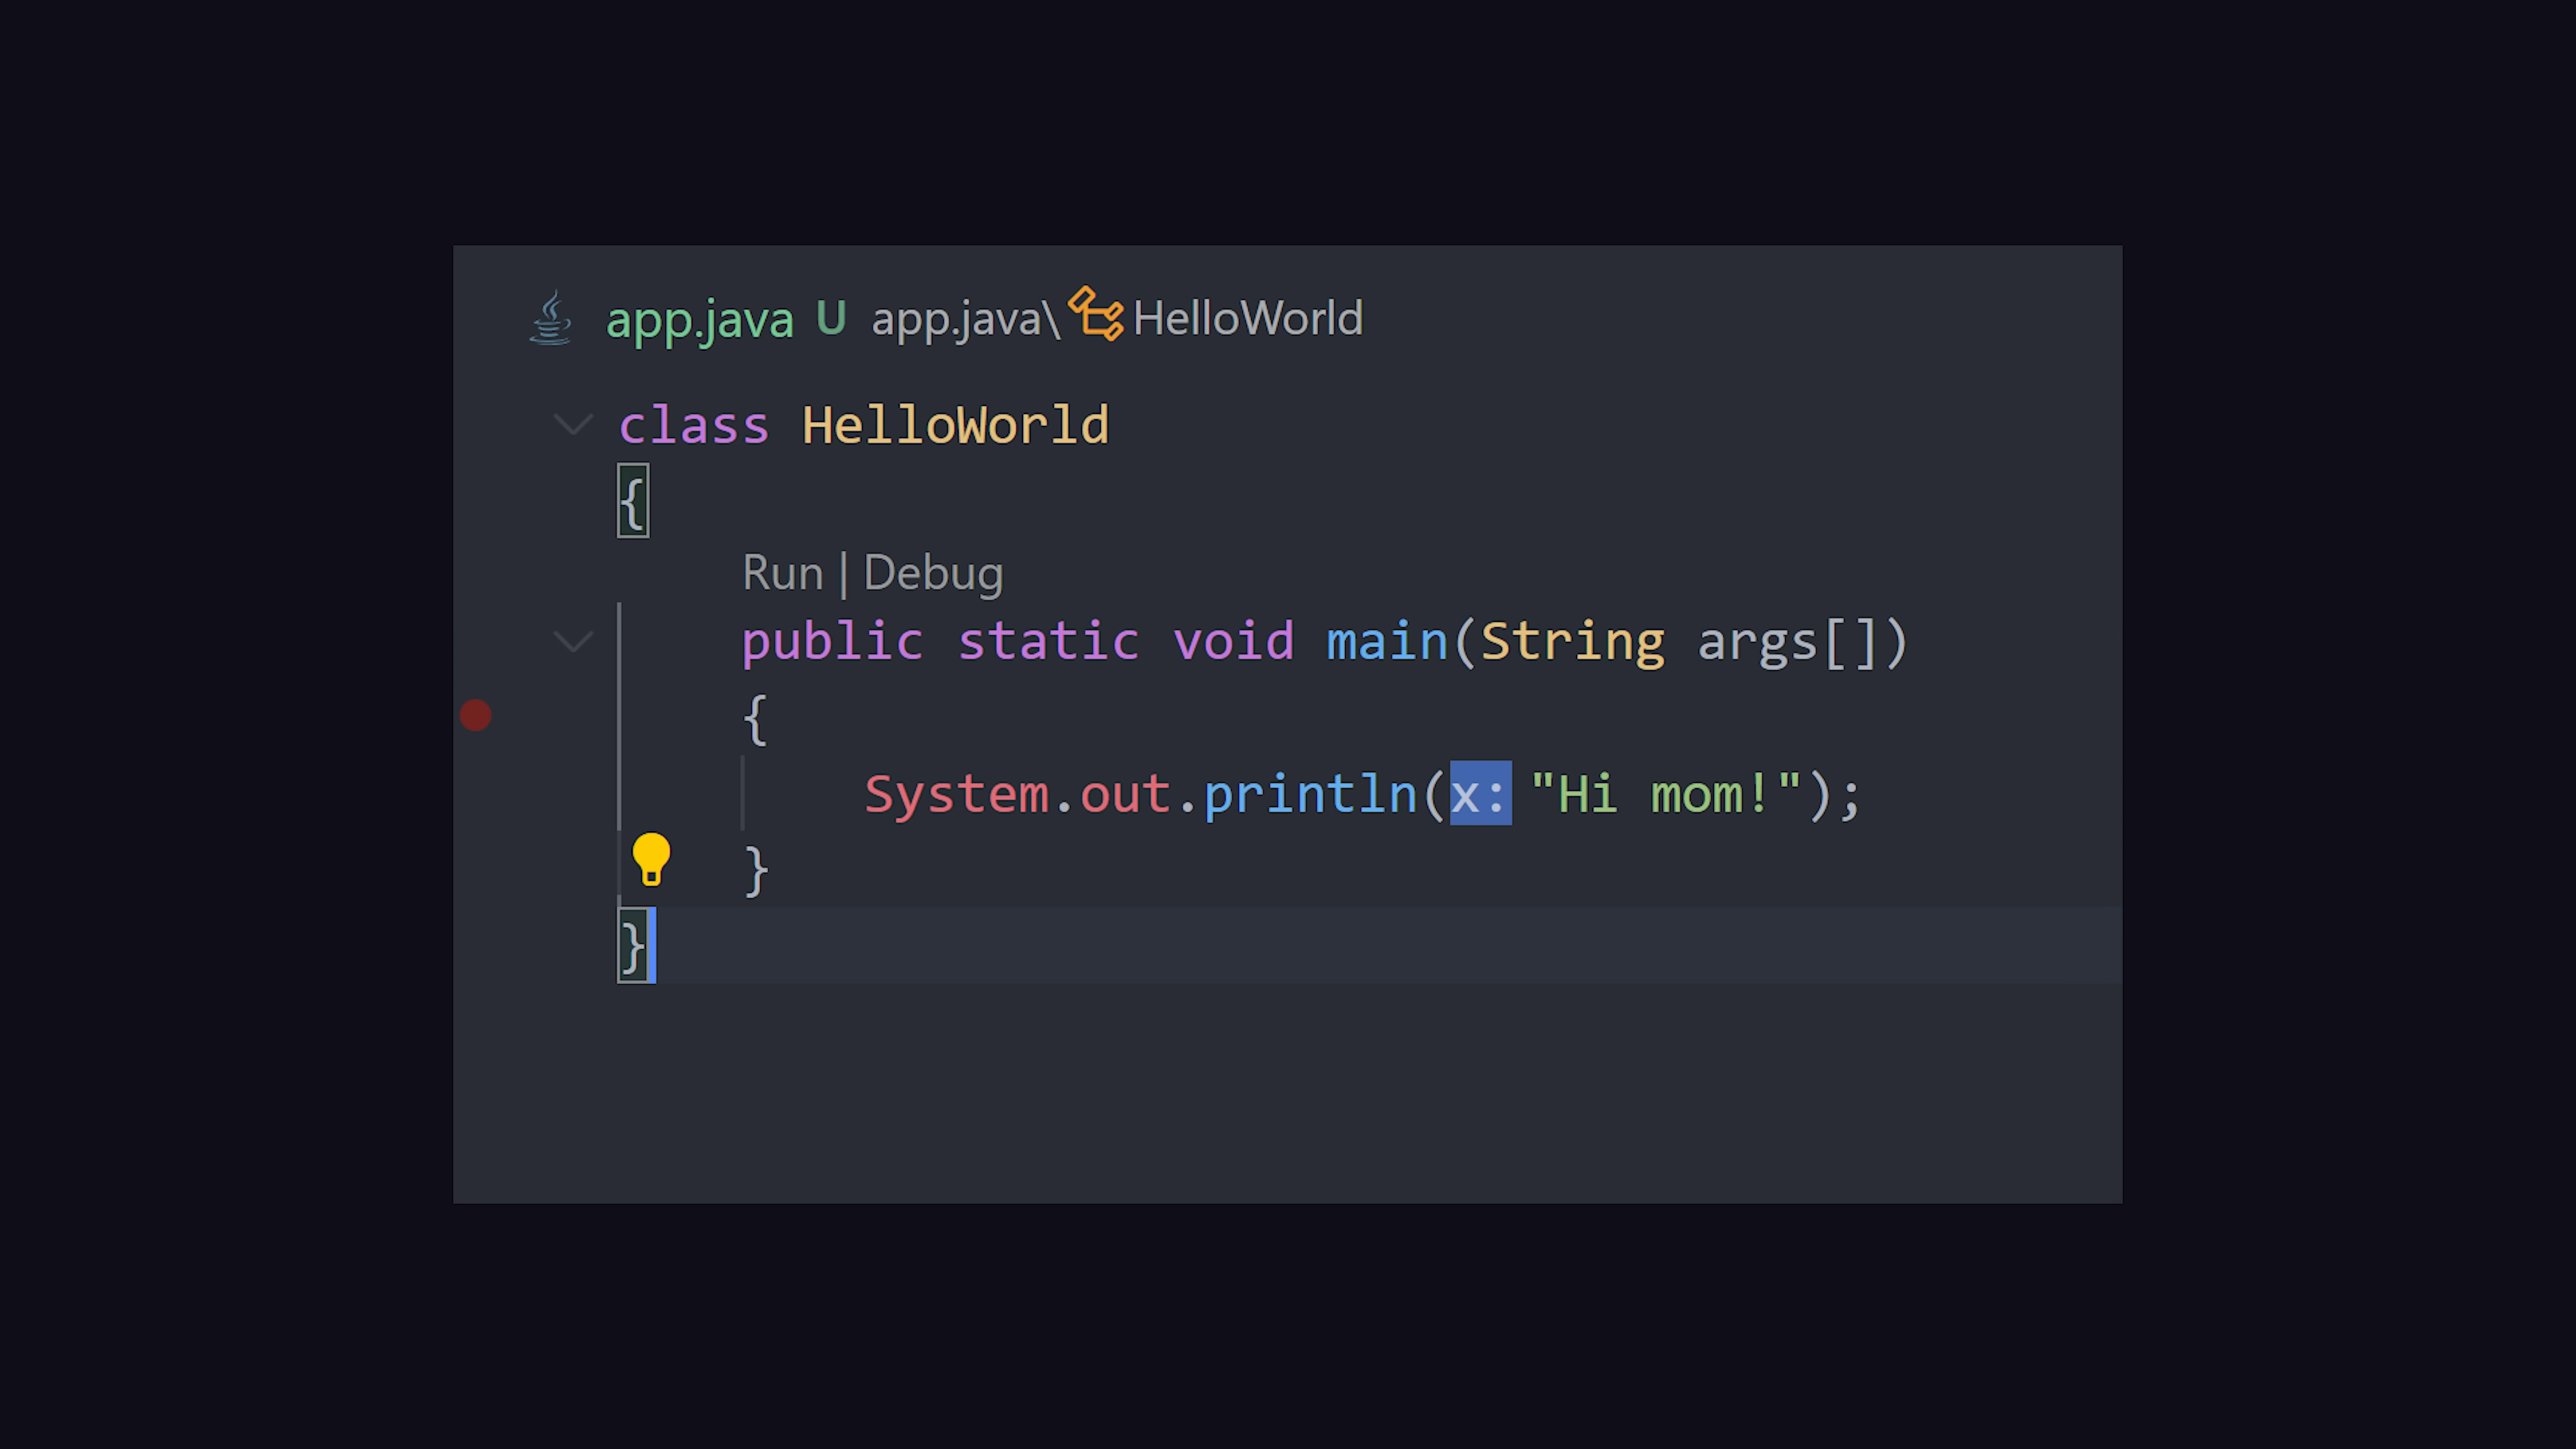 app.java U app.java\HelloWorld
class HelloWorld
{
Run | Debug
public static void main(String args[])
{
System.out.println(x: "Hi mom!");
}
}